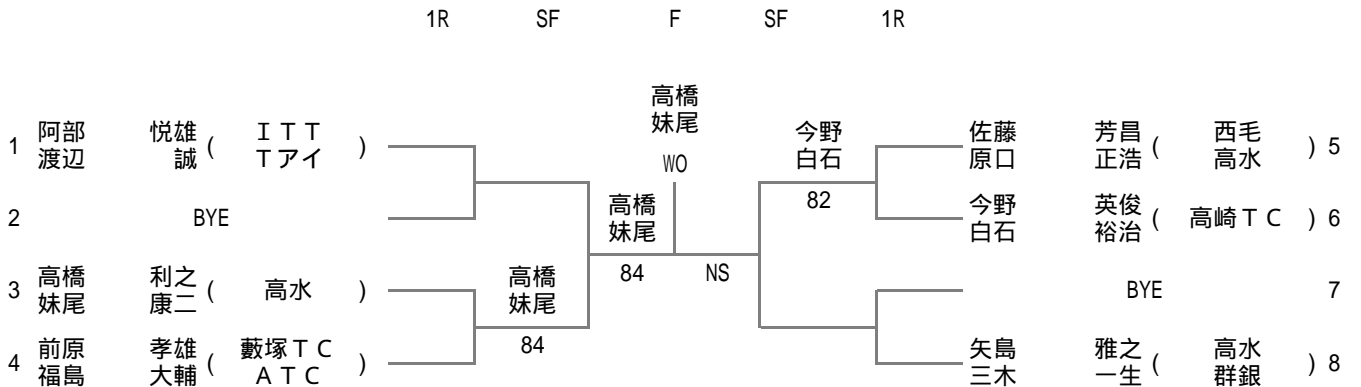 1R SF F SF 1R
高橋
妹尾
WO
今野
白石
82
1 阿部 悦雄 ( ＩＴＴ )
渡辺 誠 Ｔアイ
2 BYE
高橋
妹尾
84
NS
3 高橋 利之 ( 高水 )
妹尾 康二
高橋
妹尾
84
4 前原 孝雄 ( 藪塚ＴＣ )
福島 大輔 ＡＴＣ
佐藤 芳昌 ( 西毛 ) 5
原口 正浩 高水
今野 英俊 ( 高崎ＴＣ ) 6
白石 裕治
BYE 7
矢島 雅之 ( 高水 ) 8
三木 一生 群銀